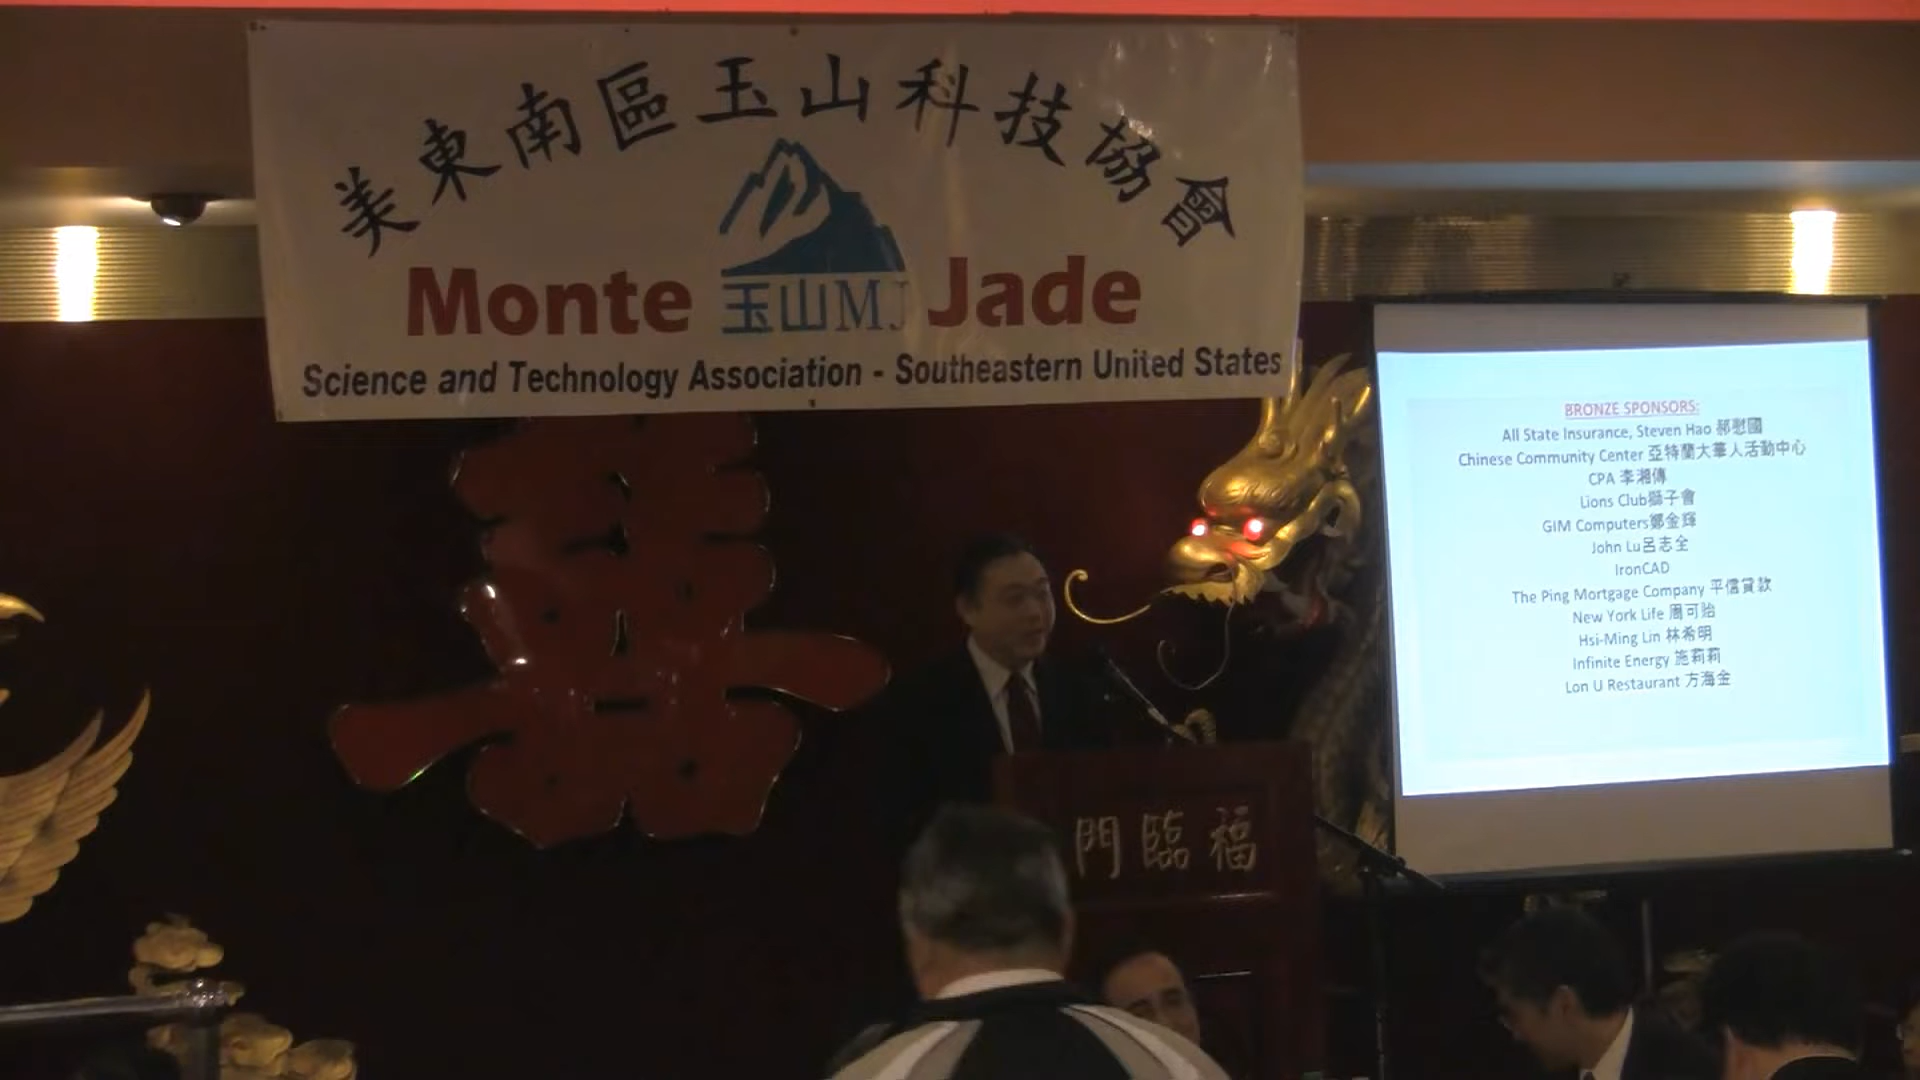 美東南區玉山科技協會
Monte Jade
玉山MJ
Science and Technology Association - Southeastern United States
BRONZE SPONSORS:
All State Insurance, Steven Hao 郝慰國
Chinese Community Center 亞特蘭大華人活動中心
CPA 李湘傳
Lions Club獅子會
GIM Computers鄭金輝
John Lu呂志全
IronCAD
The Ping Mortgage Company 平信貸款
New York Life 周可貽
Hsi-Ming Lin 林希明
Infinite Energy 施莉莉
Lon U Restaurant 方海金
門臨福